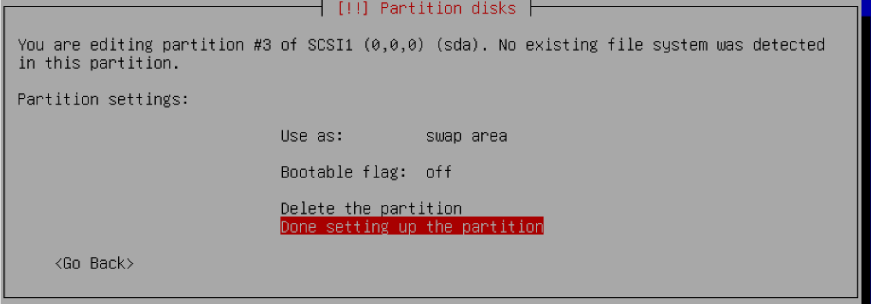 [!!] Partition disks
You are editing partition #3 of SCSI1 (0,0,0) (sda). No existing file system was detected
in this partition.
Partition settings:
Use as: swap area
Bootable flag: off
Delete the partition
Done setting up the partition
<Go Back>